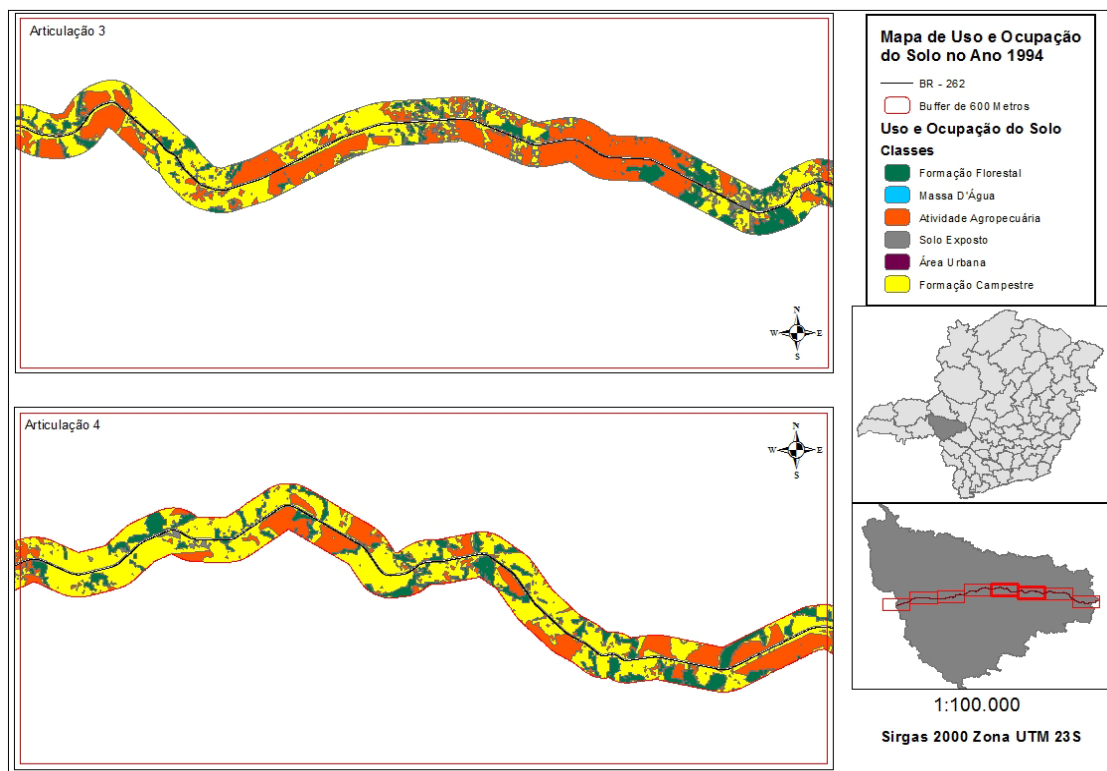 Articulação 3
N
W
E
S
Articulação 4
N
W
E
S
Mapa de Uso e Ocupação
do Solo no Ano 1994
BR - 262
Buffer de 600 Metros
Uso e Ocupação do Solo
Classes
Formação Florestal
Massa D'Água
Atividade Agropecuária
Solo Exposto
Área Urbana
Formação Campestre
1:100.000
Sirgas 2000 Zona UTM 23S